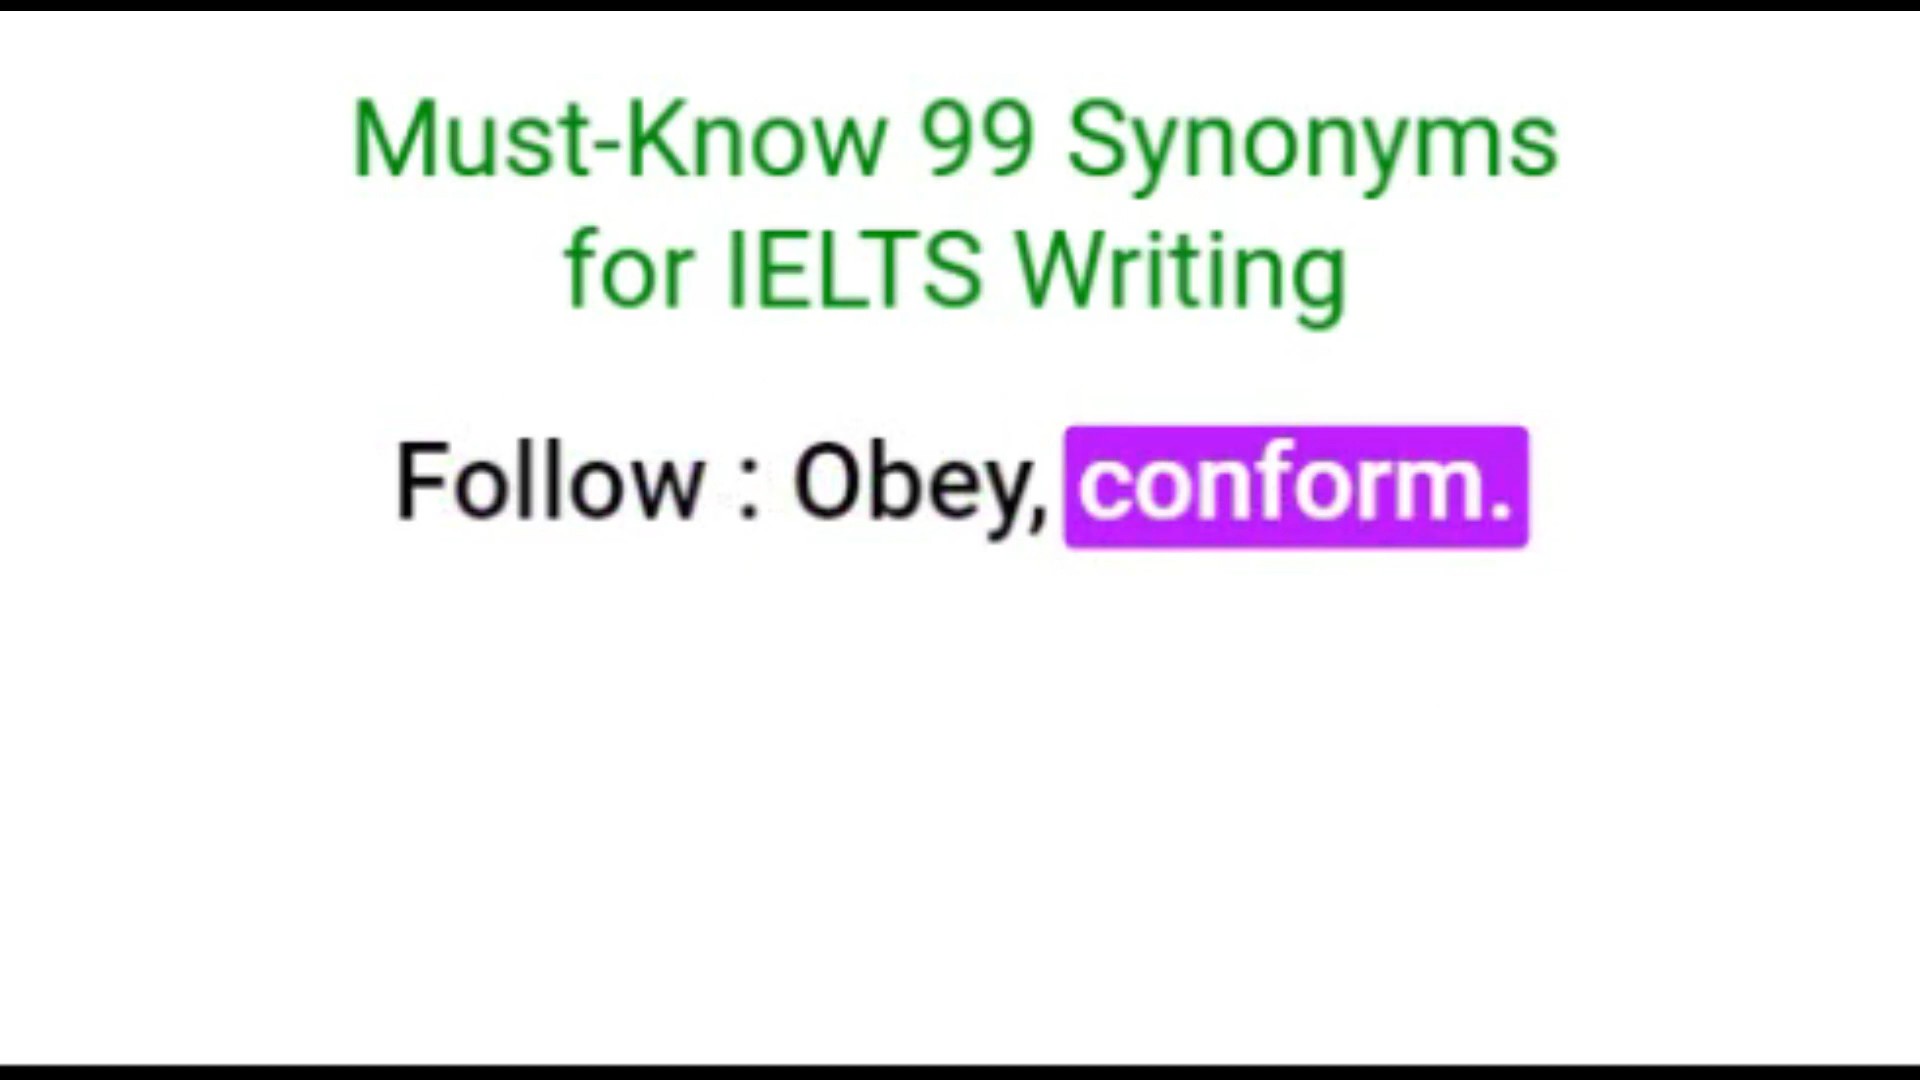 Must-Know 99 Synonyms
for IELTS Writing
Follow : Obey, conform.